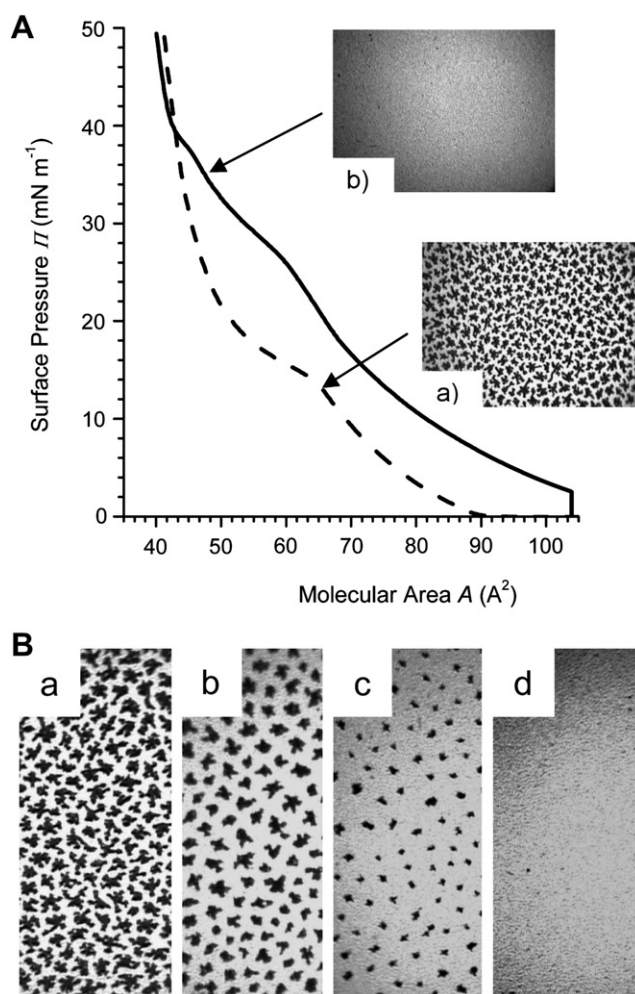 A
50
40
30
20
10
0
Surface Pressure Π (mN m⁻¹)
40 50 60 70 80 90 100
Molecular Area A (A²)
b)
a)
B
a b c d